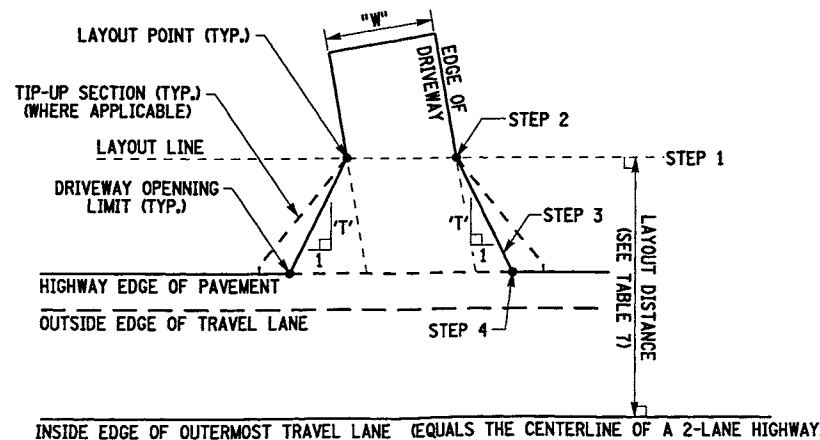 "W"
LAYOUT POINT (TYP.)
EDGE OF
DRIVEWAY
TIP-UP SECTION (TYP.)
(WHERE APPLICABLE)
STEP 2
LAYOUT LINE
STEP 1
DRIVEWAY OPENNING
LIMIT (TYP.)
'T'
1
'T'
1
STEP 3
LAYOUT DISTANCE
(SEE TABLE 7)
HIGHWAY EDGE OF PAVEMENT
OUTSIDE EDGE OF TRAVEL LANE
STEP 4
INSIDE EDGE OF OUTERMOST TRAVEL LANE (EQUALS THE CENTERLINE OF A 2-LANE HIGHWAY